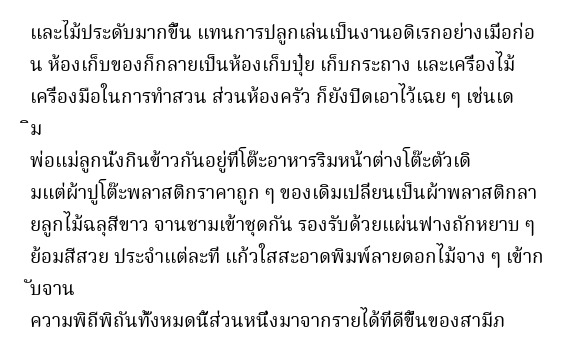 และไม้ประดับมากขึ้น แทนการปลูกเล่นเป็นงานอดิเรกอย่างเมื่อก่อ
น ห้องเก็บของก็กลายเป็นห้องเก็บปุ๋ย เก็บกระถาง และเครื่องไม้
เครื่องมือในการทำสวน ส่วนห้องครัว ก็ยังปิดเอาไว้เฉย ๆ เช่นเด
ิม
พ่อแม่ลูกนั่งกินข้าวกันอยู่ที่โต๊ะอาหารริมหน้าต่างโต๊ะตัวเดิ
มแต่ผ้าปูโต๊ะพลาสติกราคาถูก ๆ ของเดิมเปลี่ยนเป็นผ้าพลาสติกลา
ยลูกไม้ฉลุสีขาว จานชามเข้าชุดกัน รองรับด้วยแผ่นฟางถักหยาบ ๆ
ย้อมสีสวย ประจำแต่ละที่ แก้วใสสะอาดพิมพ์ลายดอกไม้จาง ๆ เข้าก
ับจาน
ความพิถีพิถันทั้งหมดนี้ส่วนหนึ่งมาจากรายได้ที่ดีขึ้นของสามีภ